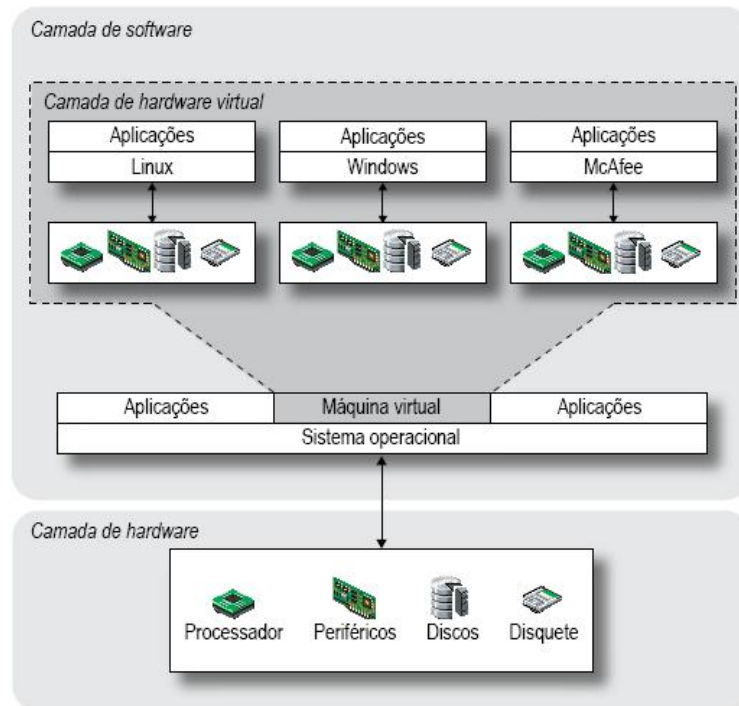 Camada de software
Camada de hardware virtual
Aplicações
Linux
Aplicações
Windows
Aplicações
McAfee
Aplicações
Máquina virtual
Aplicações
Sistema operacional
Camada de hardware
Processador
Periféricos
Discos
Disquete